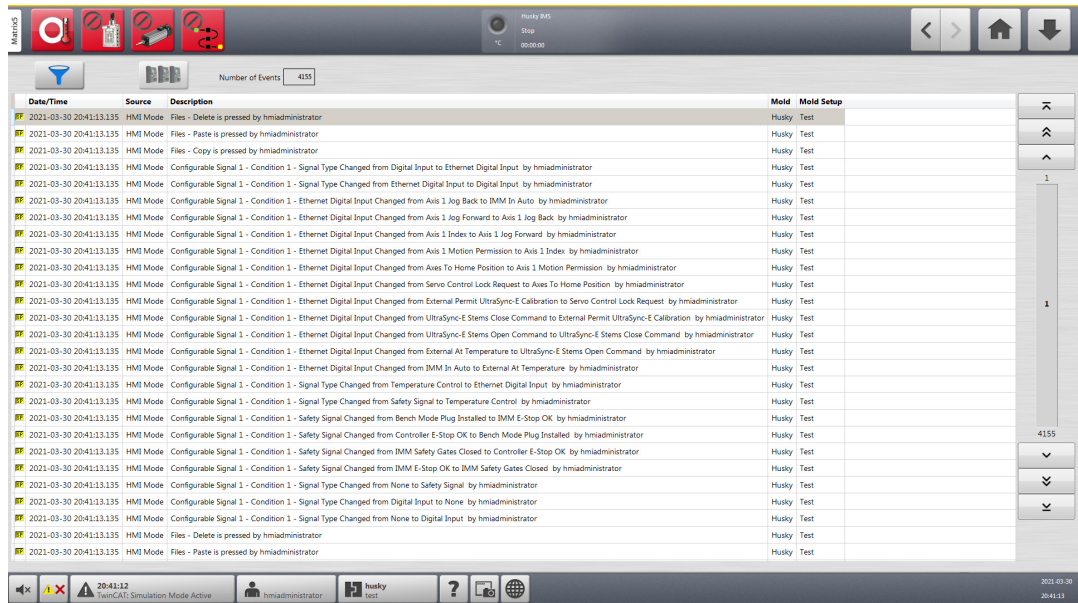 Matrix5
Husky IMS
Stop
°C 00:00:00
Number of Events 4155
Date/Time Source Description Mold Mold Setup
2021-03-30 20:41:13.135 HMI Mode Files - Delete is pressed by hmiadministrator Husky Test
2021-03-30 20:41:13.135 HMI Mode Files - Paste is pressed by hmiadministrator Husky Test
2021-03-30 20:41:13.135 HMI Mode Files - Copy is pressed by hmiadministrator Husky Test
2021-03-30 20:41:13.135 HMI Mode Configurable Signal 1 - Condition 1 - Signal Type Changed from Digital Input to Ethernet Digital Input by hmiadministrator Husky Test
2021-03-30 20:41:13.135 HMI Mode Configurable Signal 1 - Condition 1 - Signal Type Changed from Ethernet Digital Input to Digital Input by hmiadministrator Husky Test
2021-03-30 20:41:13.135 HMI Mode Configurable Signal 1 - Condition 1 - Ethernet Digital Input Changed from Axis 1 Jog Back to IMM In Auto by hmiadministrator Husky Test
2021-03-30 20:41:13.135 HMI Mode Configurable Signal 1 - Condition 1 - Ethernet Digital Input Changed from Axis 1 Jog Forward to Axis 1 Jog Back by hmiadministrator Husky Test
2021-03-30 20:41:13.135 HMI Mode Configurable Signal 1 - Condition 1 - Ethernet Digital Input Changed from Axis 1 Index to Axis 1 Jog Forward by hmiadministrator Husky Test
2021-03-30 20:41:13.135 HMI Mode Configurable Signal 1 - Condition 1 - Ethernet Digital Input Changed from Axis 1 Motion Permission to Axis 1 Index by hmiadministrator Husky Test
2021-03-30 20:41:13.135 HMI Mode Configurable Signal 1 - Condition 1 - Ethernet Digital Input Changed from Axes To Home Position to Axis 1 Motion Permission by hmiadministrator Husky Test
2021-03-30 20:41:13.135 HMI Mode Configurable Signal 1 - Condition 1 - Ethernet Digital Input Changed from Servo Control Lock Request to Axes To Home Position by hmiadministrator Husky Test
2021-03-30 20:41:13.135 HMI Mode Configurable Signal 1 - Condition 1 - Ethernet Digital Input Changed from External Permit UltraSync-E Calibration to Servo Control Lock Request by hmiadministrator Husky Test
2021-03-30 20:41:13.135 HMI Mode Configurable Signal 1 - Condition 1 - Ethernet Digital Input Changed from UltraSync-E Stems Close Command to External Permit UltraSync-E Calibration by hmiadministrator Husky Test
2021-03-30 20:41:13.135 HMI Mode Configurable Signal 1 - Condition 1 - Ethernet Digital Input Changed from UltraSync-E Stems Open Command to UltraSync-E Stems Close Command by hmiadministrator Husky Test
2021-03-30 20:41:13.135 HMI Mode Configurable Signal 1 - Condition 1 - Ethernet Digital Input Changed from External At Temperature to UltraSync-E Stems Open Command by hmiadministrator Husky Test
2021-03-30 20:41:13.135 HMI Mode Configurable Signal 1 - Condition 1 - Ethernet Digital Input Changed from IMM In Auto to External At Temperature by hmiadministrator Husky Test
2021-03-30 20:41:13.135 HMI Mode Configurable Signal 1 - Condition 1 - Signal Type Changed from Temperature Control to Ethernet Digital Input by hmiadministrator Husky Test
2021-03-30 20:41:13.135 HMI Mode Configurable Signal 1 - Condition 1 - Signal Type Changed from Safety Signal to Temperature Control by hmiadministrator Husky Test
2021-03-30 20:41:13.135 HMI Mode Configurable Signal 1 - Condition 1 - Safety Signal Changed from Bench Mode Plug Installed to IMM E-Stop OK by hmiadministrator Husky Test
2021-03-30 20:41:13.135 HMI Mode Configurable Signal 1 - Condition 1 - Safety Signal Changed from Controller E-Stop OK to Bench Mode Plug Installed by hmiadministrator Husky Test
2021-03-30 20:41:13.135 HMI Mode Configurable Signal 1 - Condition 1 - Safety Signal Changed from IMM Safety Gates Closed to Controller E-Stop OK by hmiadministrator Husky Test
2021-03-30 20:41:13.135 HMI Mode Configurable Signal 1 - Condition 1 - Safety Signal Changed from IMM E-Stop OK to IMM Safety Gates Closed by hmiadministrator Husky Test
2021-03-30 20:41:13.135 HMI Mode Configurable Signal 1 - Condition 1 - Signal Type Changed from None to Safety Signal by hmiadministrator Husky Test
2021-03-30 20:41:13.135 HMI Mode Configurable Signal 1 - Condition 1 - Signal Type Changed from Digital Input to None by hmiadministrator Husky Test
2021-03-30 20:41:13.135 HMI Mode Configurable Signal 1 - Condition 1 - Signal Type Changed from None to Digital Input by hmiadministrator Husky Test
2021-03-30 20:41:13.135 HMI Mode Files - Delete is pressed by hmiadministrator Husky Test
2021-03-30 20:41:13.135 HMI Mode Files - Paste is pressed by hmiadministrator Husky Test
1
1
4155
20:41:12
TwinCAT: Simulation Mode Active
hmiadministrator
husky
test
?
2021-03-30
20:41:13